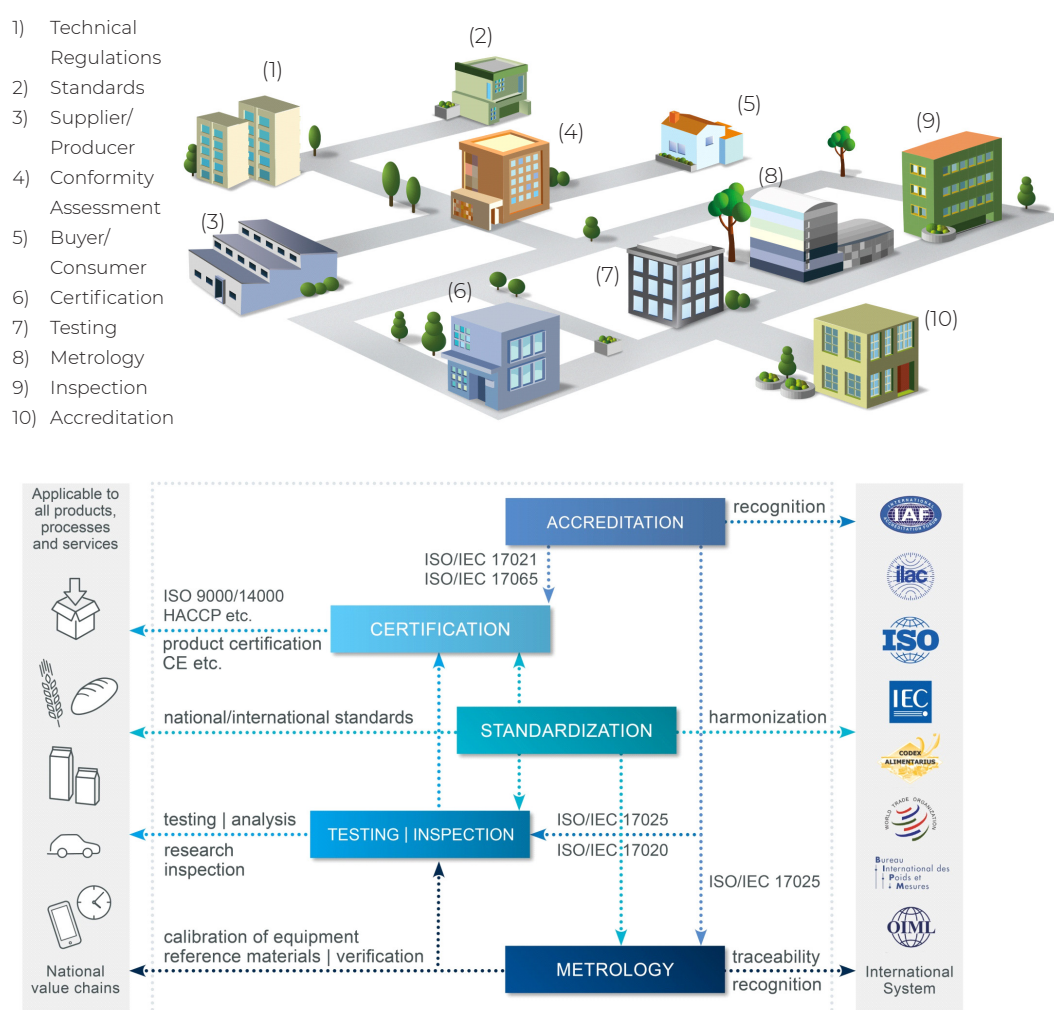 1) Technical
Regulations
2) Standards
3) Supplier/
Producer
4) Conformity
Assessment
5) Buyer/
Consumer
6) Certification
7) Testing
8) Metrology
9) Inspection
10) Accreditation
(1)
(2)
(3)
(4)
(5)
(6)
(7)
(8)
(9)
(10)
Applicable to
all products,
processes
and services
National
value chains
ACCREDITATION
recognition
ISO/IEC 17021
ISO/IEC 17065
ISO 9000/14000
HACCP etc.
CERTIFICATION
product certification
CE etc.
national/international standards
STANDARDIZATION
harmonization
testing | analysis
TESTING | INSPECTION
research
inspection
ISO/IEC 17025
ISO/IEC 17020
ISO/IEC 17025
calibration of equipment
reference materials | verification
METROLOGY
traceability
recognition
INTERNATIONAL
IAF
ACCREDITATION FORUM
ilac
ISO
IEC
CODEX
ALIMENTARIUS
WORLD TRADE ORGANIZATION
Bureau
International des
Poids et
Mesures
OIML
International
System